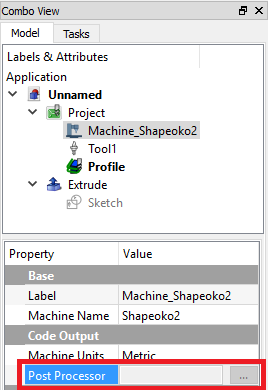 Combo View
Model Tasks
Labels & Attributes
Application
Unnamed
Project
Machine_Shapeoko2
Tool1
Profile
Extrude
Sketch
Property Value
Base
Label Machine_Shapeoko2
Machine Name Shapeoko2
Code Output
Machine Units Metric
Post Processor ...